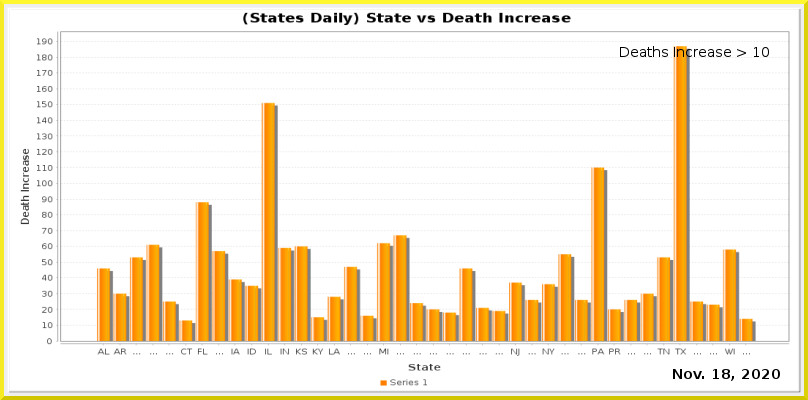 (States Daily) State vs Death Increase
Deaths Increase > 10
Death Increase
190
180
170
160
150
140
130
120
110
100
90
80
70
60
50
40
30
20
10
0
AL AR ... ... ... CT FL ... IA ID IL IN KS KY LA ... ... MI ... ... ... ... ... ... ... NJ ... NY ... ... PA PR ... ... TN TX ... ... WI ...
State
Series 1
Nov. 18, 2020